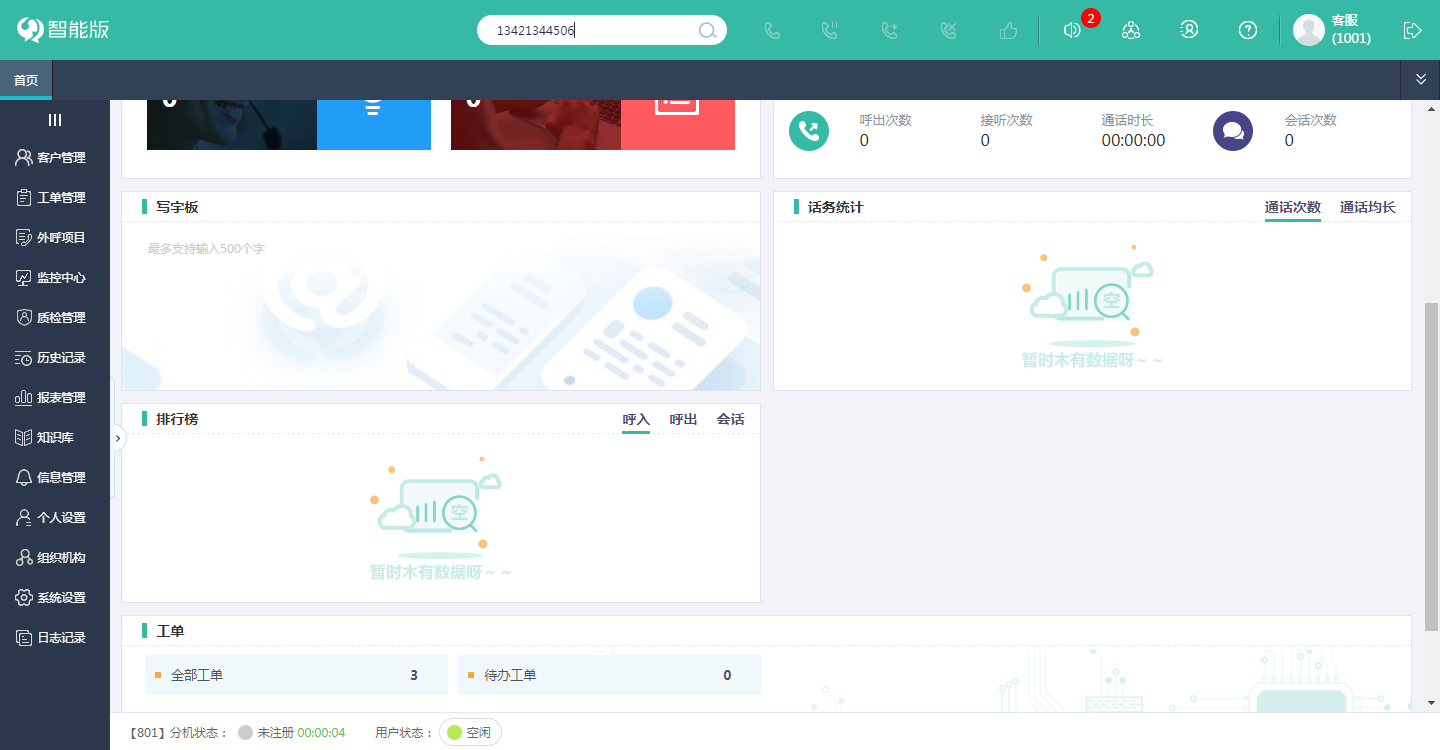 智能版
13421344506
2
客服
(1001)
首页
客户管理
工单管理
外呼项目
监控中心
质检管理
历史记录
报表管理
知识库
信息管理
个人设置
组织机构
系统设置
日志记录
呼出次数
0
接听次数
0
通话时长
00:00:00
会话次数
0
写字板
最多支持输入500个字
话务统计
通话次数 通话均长
空
暂时木有数据呀~ ~
排行榜
呼入 呼出 会话
空
暂时木有数据呀~ ~
工单
全部工单 3
待办工单 0
【801】分机状态： 未注册 00:00:04 用户状态： 空闲